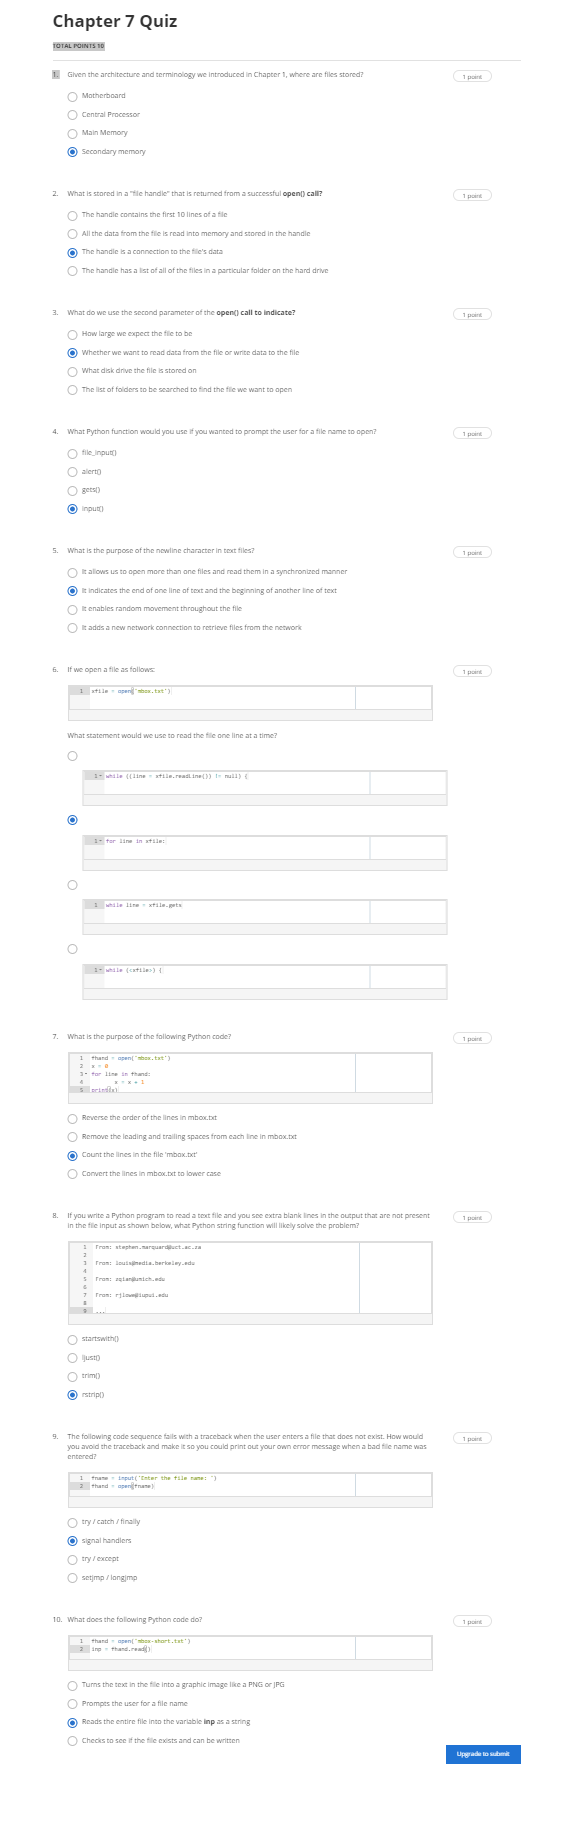 Chapter 7 Quiz
TOTAL POINTS 10
1. Given the architecture and terminology we introduced in Chapter 1, where are files stored? 1 point
Motherboard
Central Processor
Main Memory
Secondary memory
2. What is stored in a "file handle" that is returned from a successful open() call? 1 point
The handle contains the first 10 lines of a file
All the data from the file is read into memory and stored in the handle
The handle is a connection to the file's data
The handle has a list of all of the files in a particular folder on the hard drive
3. What do we use the second parameter of the open() call to indicate? 1 point
How large we expect the file to be
Whether we want to read data from the file or write data to the file
What disk drive the file is stored on
The list of folders to be searched to find the file we want to open
4. What Python function would you use if you wanted to prompt the user for a file name to open? 1 point
file_input()
alert()
gets()
input()
5. What is the purpose of the newline character in text files? 1 point
It allows us to open more than one files and read them in a synchronized manner
It indicates the end of one line of text and the beginning of another line of text
It enables random movement throughout the file
It adds a new network connection to retrieve files from the network
6. If we open a file as follows: 1 point
1 xfile = open('mbox.txt')
What statement would we use to read the file one line at a time?
1 while ((line = xfile.readLine()) != null) {
1 for line in xfile:
1 while line = xfile.gets
1 while (<xfile>) {
7. What is the purpose of the following Python code? 1 point
1 fhand = open('mbox.txt')
2 x = 0
3 for line in fhand:
4 x = x + 1
5 print(x)
Reverse the order of the lines in mbox.txt
Remove the leading and trailing spaces from each line in mbox.txt
Count the lines in the file 'mbox.txt'
Convert the lines in mbox.txt to lower case
8. If you write a Python program to read a text file and you see extra blank lines in the output that are not present 1 point
in the file input as shown below, what Python string function will likely solve the problem?
1 From: stephen.marquard@uct.ac.za
2
3 From: louis@media.berkeley.edu
4
5 From: zqian@umich.edu
6
7 From: rjlowe@iupui.edu
8
9 ...
startswith()
ljust()
trim()
rstrip()
9. The following code sequence fails with a traceback when the user enters a file that does not exist. How would 1 point
you avoid the traceback and make it so you could print out your own error message when a bad file name was
entered?
1 fname = input('Enter the file name: ')
2 fhand = open(fname)
try / catch / finally
signal handlers
try / except
setjmp / longjmp
10. What does the following Python code do? 1 point
1 fhand = open('mbox-short.txt')
2 inp = fhand.read()
Turns the text in the file into a graphic image like a PNG or JPG
Prompts the user for a file name
Reads the entire file into the variable inp as a string
Checks to see if the file exists and can be written
Upgrade to submit